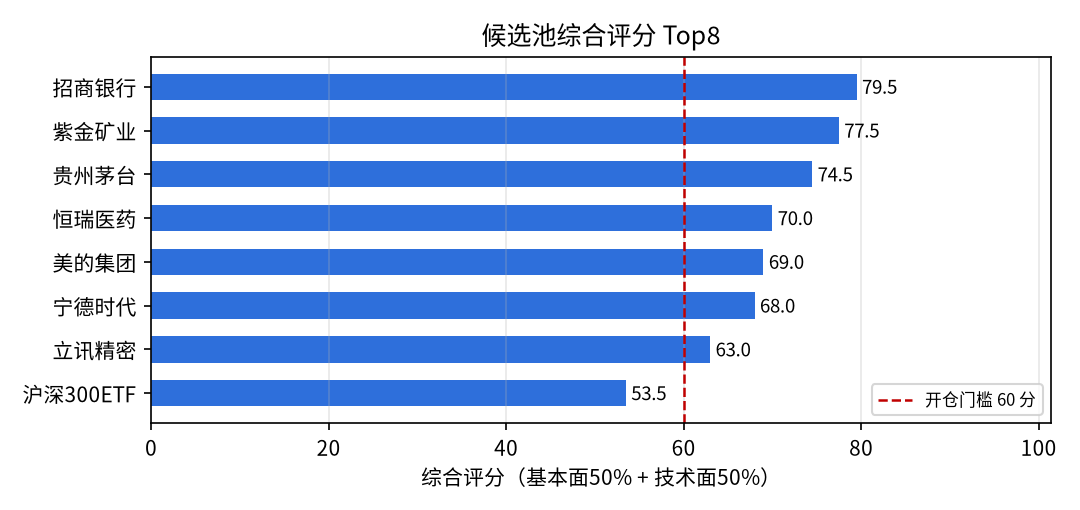 候选池综合评分 Top8
招商银行 79.5
紫金矿业 77.5
贵州茅台 74.5
恒瑞医药 70.0
美的集团 69.0
宁德时代 68.0
立讯精密 63.0
沪深300ETF 53.5
开仓门槛 60 分
0 20 40 60 80 100
综合评分（基本面50% + 技术面50%）